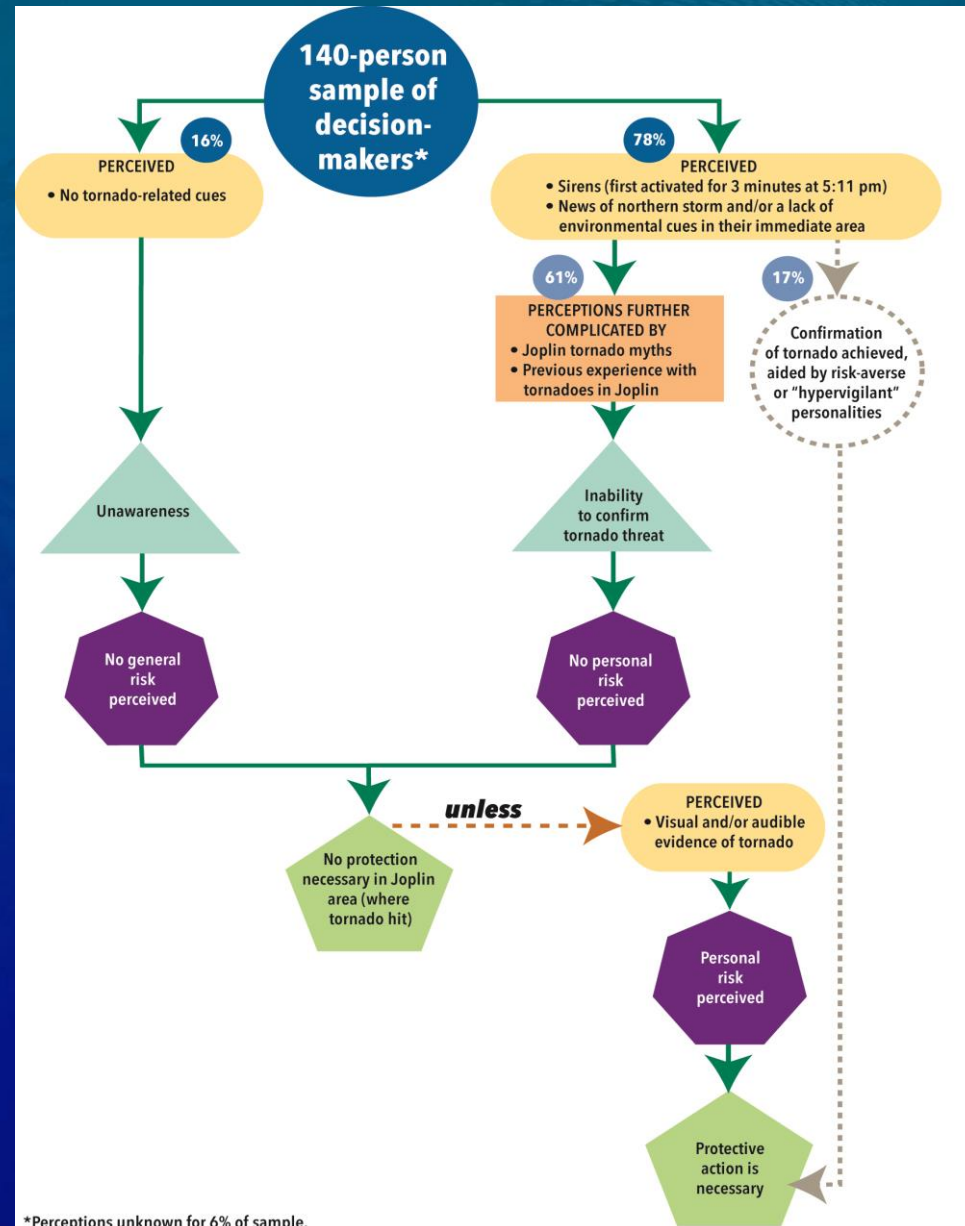 140-person
sample of
decision-
makers*
16%
PERCEIVED
• No tornado-related cues
78%
PERCEIVED
• Sirens (first activated for 3 minutes at 5:11 pm)
• News of northern storm and/or a lack of
environmental cues in their immediate area
61%
PERCEPTIONS FURTHER
COMPLICATED BY
• Joplin tornado myths
• Previous experience with
tornadoes in Joplin
17%
Confirmation
of tornado achieved,
aided by risk-averse
or "hypervigilant"
personalities
Unawareness
Inability
to confirm
tornado threat
No general
risk
perceived
No personal
risk
perceived
No protection
necessary in Joplin
area (where
tornado hit)
unless
PERCEIVED
• Visual and/or audible
evidence of tornado
Personal
risk
perceived
Protective
action is
necessary
*Perceptions unknown for 6% of sample.